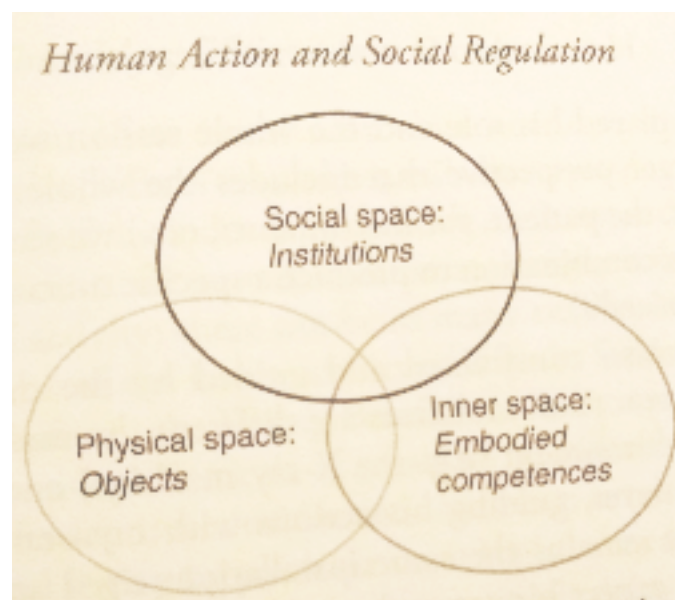 Human Action and Social Regulation
Social space:
Institutions
Physical space:
Objects
Inner space:
Embodied
competences